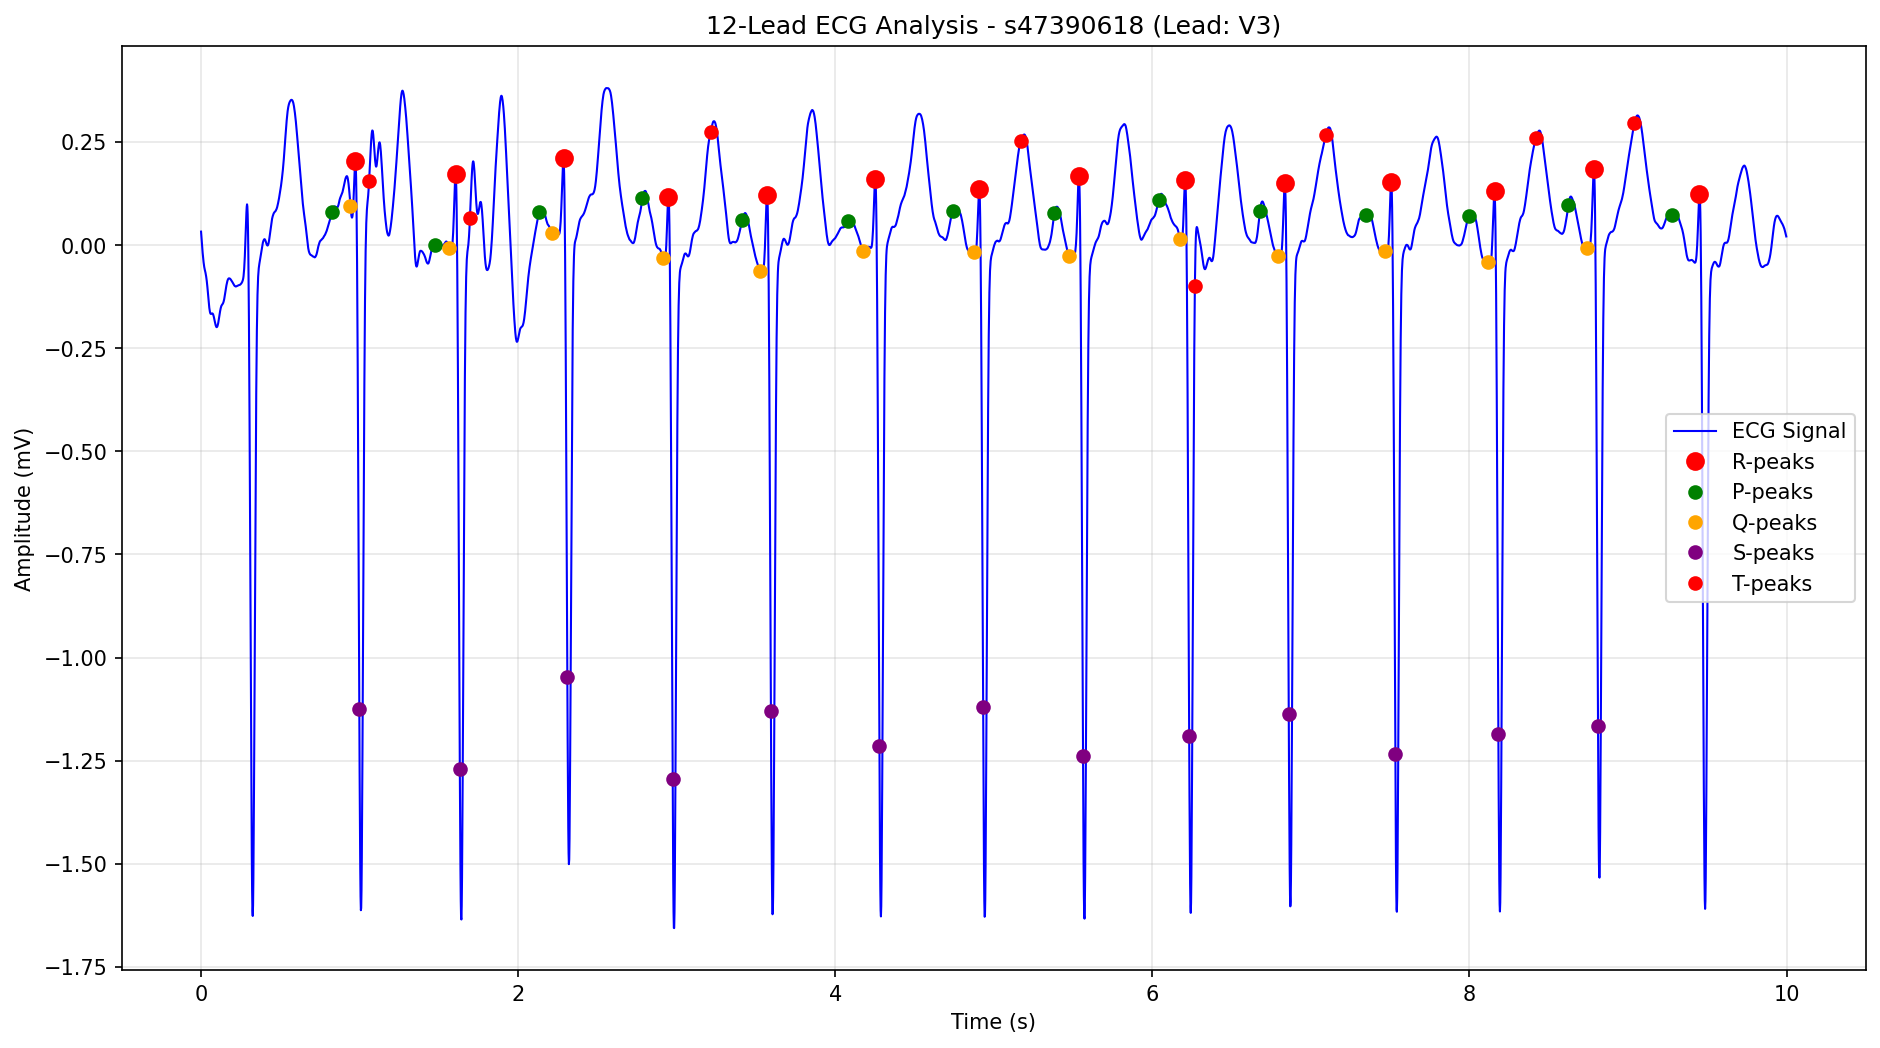 12-Lead ECG Analysis - s47390618 (Lead: V3)
Amplitude (mV)
0.25
0.00
−0.25
−0.50
−0.75
−1.00
−1.25
−1.50
−1.75
ECG Signal
R-peaks
P-peaks
Q-peaks
S-peaks
T-peaks
0 2 4 6 8 10
Time (s)